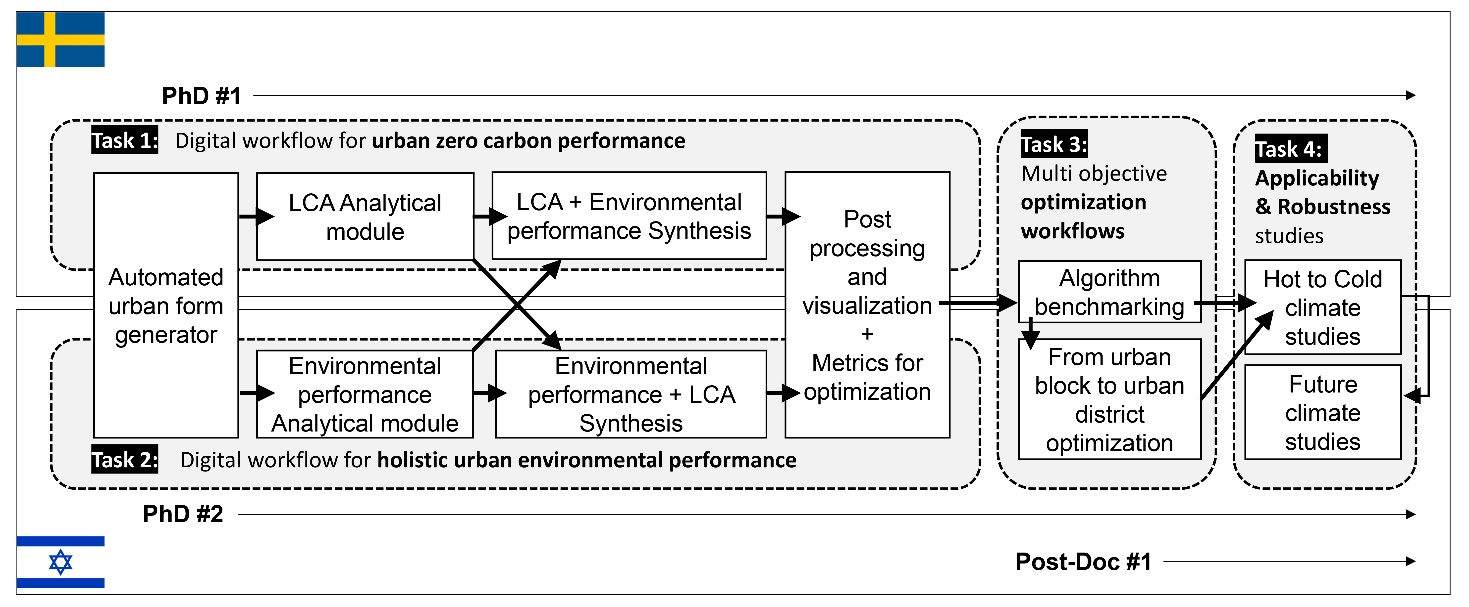 PhD #1
Task 1: Digital workflow for urban zero carbon performance
Automated
urban form
generator
LCA Analytical
module
LCA + Environmental
performance Synthesis
Environmental
performance
Analytical module
Environmental
performance + LCA
Synthesis
Post
processing
and
visualization
+
Metrics for
optimization
Task 2: Digital workflow for holistic urban environmental performance
Task 3:
Multi objective
optimization
workflows
Algorithm
benchmarking
From urban
block to urban
district
optimization
Task 4:
Applicability
& Robustness
studies
Hot to Cold
climate
studies
Future
climate
studies
PhD #2
Post-Doc #1